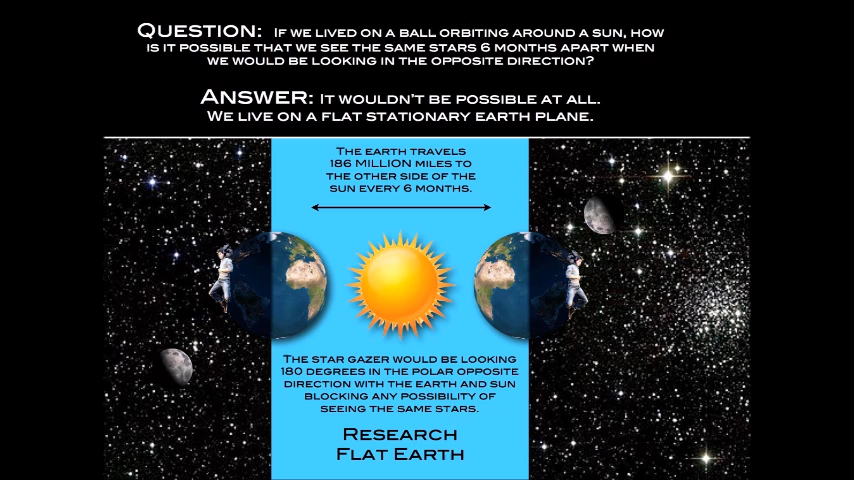 QUESTION: IF WE LIVED ON A BALL ORBITING AROUND A SUN, HOW
IS IT POSSIBLE THAT WE SEE THE SAME STARS 6 MONTHS APART WHEN
WE WOULD BE LOOKING IN THE OPPOSITE DIRECTION?
ANSWER: IT WOULDN'T BE POSSIBLE AT ALL.
WE LIVE ON A FLAT STATIONARY EARTH PLANE.
THE EARTH TRAVELS
186 MILLION MILES TO
THE OTHER SIDE OF THE
SUN EVERY 6 MONTHS.
THE STAR GAZER WOULD BE LOOKING
180 DEGREES IN THE POLAR OPPOSITE
DIRECTION WITH THE EARTH AND SUN
BLOCKING ANY POSSIBILITY OF
SEEING THE SAME STARS.
RESEARCH
FLAT EARTH